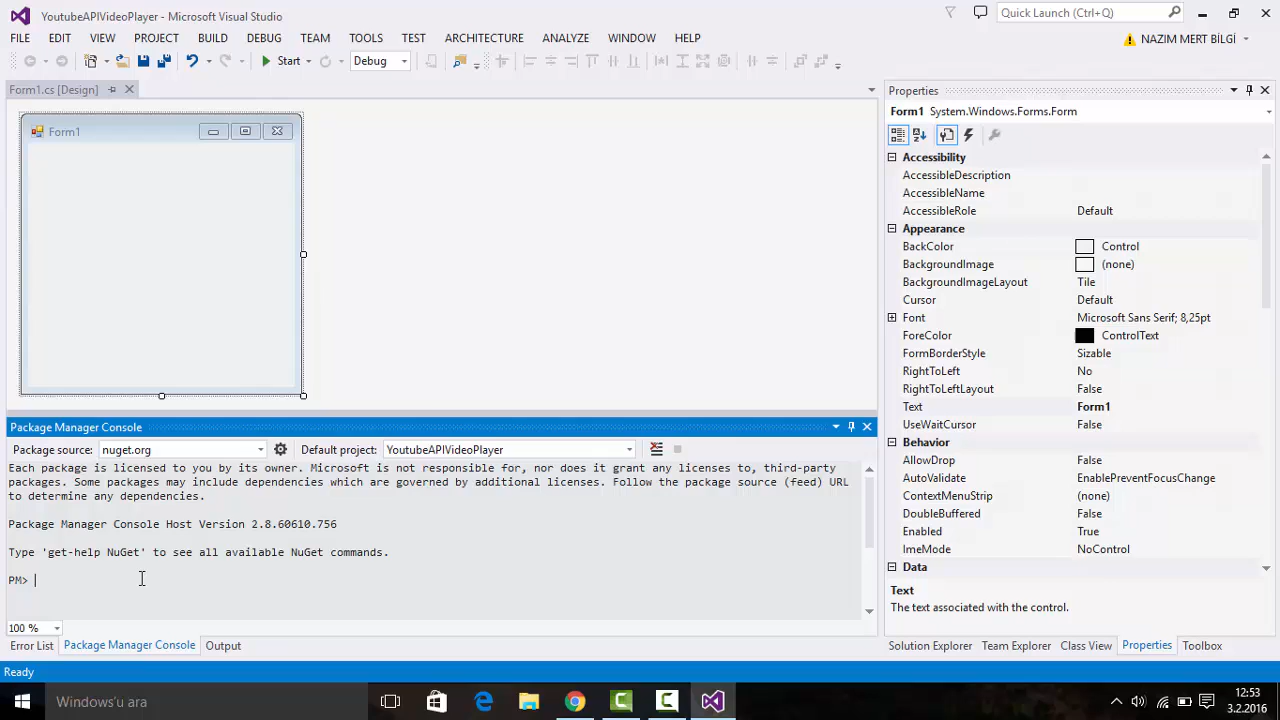 YoutubeAPIVideoPlayer - Microsoft Visual Studio
Quick Launch (Ctrl+Q)
FILE EDIT VIEW PROJECT BUILD DEBUG TEAM TOOLS TEST ARCHITECTURE ANALYZE WINDOW HELP
NAZIM MERT BİLGİ
Start Debug
Form1.cs [Design]
Form1
Package Manager Console
Package source: nuget.org Default project: YoutubeAPIVideoPlayer
Each package is licensed to you by its owner. Microsoft is not responsible for, nor does it grant any licenses to, third-party
packages. Some packages may include dependencies which are governed by additional licenses. Follow the package source (feed) URL
to determine any dependencies.
Package Manager Console Host Version 2.8.60610.756
Type 'get-help NuGet' to see all available NuGet commands.
PM>
100 %
Error List Package Manager Console Output
Properties
Form1 System.Windows.Forms.Form
Accessibility
AccessibleDescription
AccessibleName
AccessibleRole Default
Appearance
BackColor Control
BackgroundImage (none)
BackgroundImageLayout Tile
Cursor Default
Font Microsoft Sans Serif; 8,25pt
ForeColor ControlText
FormBorderStyle Sizable
RightToLeft No
RightToLeftLayout False
Text Form1
UseWaitCursor False
Behavior
AllowDrop False
AutoValidate EnablePreventFocusChange
ContextMenuStrip (none)
DoubleBuffered False
Enabled True
ImeMode NoControl
Data
Text
The text associated with the control.
Solution Explorer Team Explorer Class View Properties Toolbox
Ready
Windows'u ara
12:53
3.2.2016